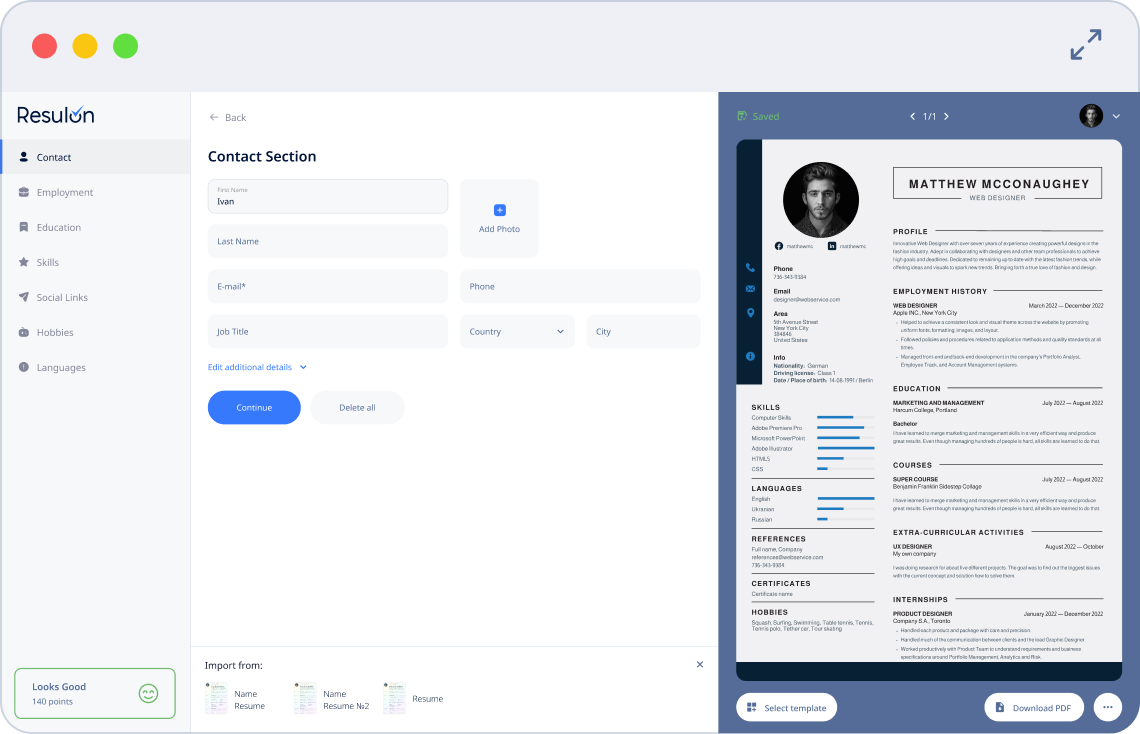 Resulon
Contact
Employment
Education
Skills
Social Links
Hobbies
Languages
Looks Good
140 points
Back
Contact Section
First Name
Ivan
Add Photo
Last Name
E-mail*
Phone
Job Title
Country
City
Edit additional details
Continue
Delete all
Import from:
Name
Resume
Name
Resume №2
Resume
Saved
1/1
matthewmc
matthewmc
Phone
736-343-9334
Email
designer@webservice.com
Area
5th Avenue Street
New York City
384846
United States
Info
Nationality: German
Driving license: Class 1
Date / Place of birth: 14-08-1991 / Berlin
SKILLS
Computer Skills
Adobe Premiere Pro
Microsoft PowerPoint
Adobe Illustrator
HTML5
CSS
LANGUAGES
English
Ukranian
Russian
REFERENCES
Full name, Company
references@webservice.com
736-343-9334
CERTIFICATES
Certificate name
HOBBIES
Squash, Surfing, Swimming, Table tennis, Tennis,
Tennis polo, Tether car, Tour skating
MATTHEW MCCONAUGHEY
WEB DESIGNER
PROFILE
Innovative Web Designer with over seven years of experience creating powerful designs in the
fashion industry. Adept in collaborating with designers and other team professionals to achieve
high goals and deadlines. Dedicated to remaining up to date with the latest fashion trends, while
offering ideas and visuals to spark new trends. Bringing forth a true love of fashion and design.
EMPLOYMENT HISTORY
WEB DESIGNER March 2022 — December 2022
Apple INC., New York City
- Helped to achieve a consistent look and visual theme across the website by promoting
uniform fonts, formatting, images, and layout.
- Followed policies and procedures related to application methods and quality standards at all
times.
- Managed front-end and back-end development in the company's Portfolio Analyst,
Employee Track, and Account Management systems.
EDUCATION
MARKETING AND MANAGEMENT July 2022 — August 2022
Harcum College, Portland
Bachelor
I have learned to merge marketing and management skills in a very efficient way and produce
great results. Even though managing hundreds of people is hard, all skills are learned to do that.
COURSES
SUPER COURSE July 2022 — August 2022
Benjamin Franklin Sidestep Collage
I have learned to merge marketing and management skills in a very efficient way and produce
great results. Even though managing hundreds of people is hard, all skills are learned to do that.
EXTRA-CURRICULAR ACTIVITIES
UX DESIGNER August 2022 — October
My own company
I was doing research for about five different projects. The goal was to find out the biggest issues
with the current concept and solution how to solve them.
INTERNSHIPS
PRODUCT DESIGNER January 2022 — December 2022
Company S.A., Toronto
- Handled each product and package with care and precision.
- Handled much of the communication between clients and the lead Graphic Designer.
- Worked productively with Product Team to understand requirements and business
specifications around Portfolio Management, Analytics and Risk.
Select template
Download PDF